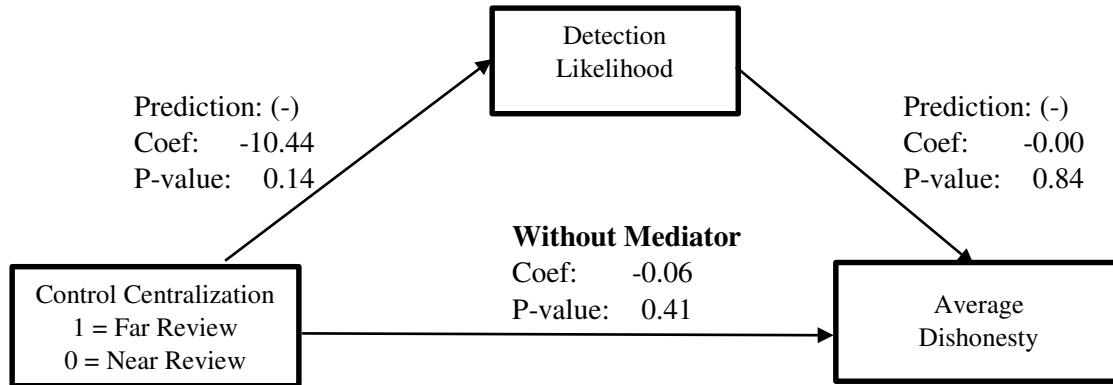 Detection
Likelihood
Prediction: (-)
Coef: -10.44
P-value: 0.14
Prediction: (-)
Coef: -0.00
P-value: 0.84
Without Mediator
Coef: -0.06
P-value: 0.41
Control Centralization
1 = Far Review
0 = Near Review
Average
Dishonesty